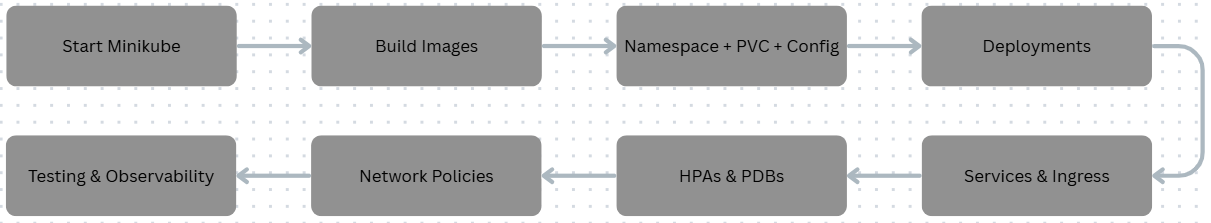 Start Minikube
Build Images
Namespace + PVC + Config
Deployments
Services & Ingress
HPAs & PDBs
Network Policies
Testing & Observability